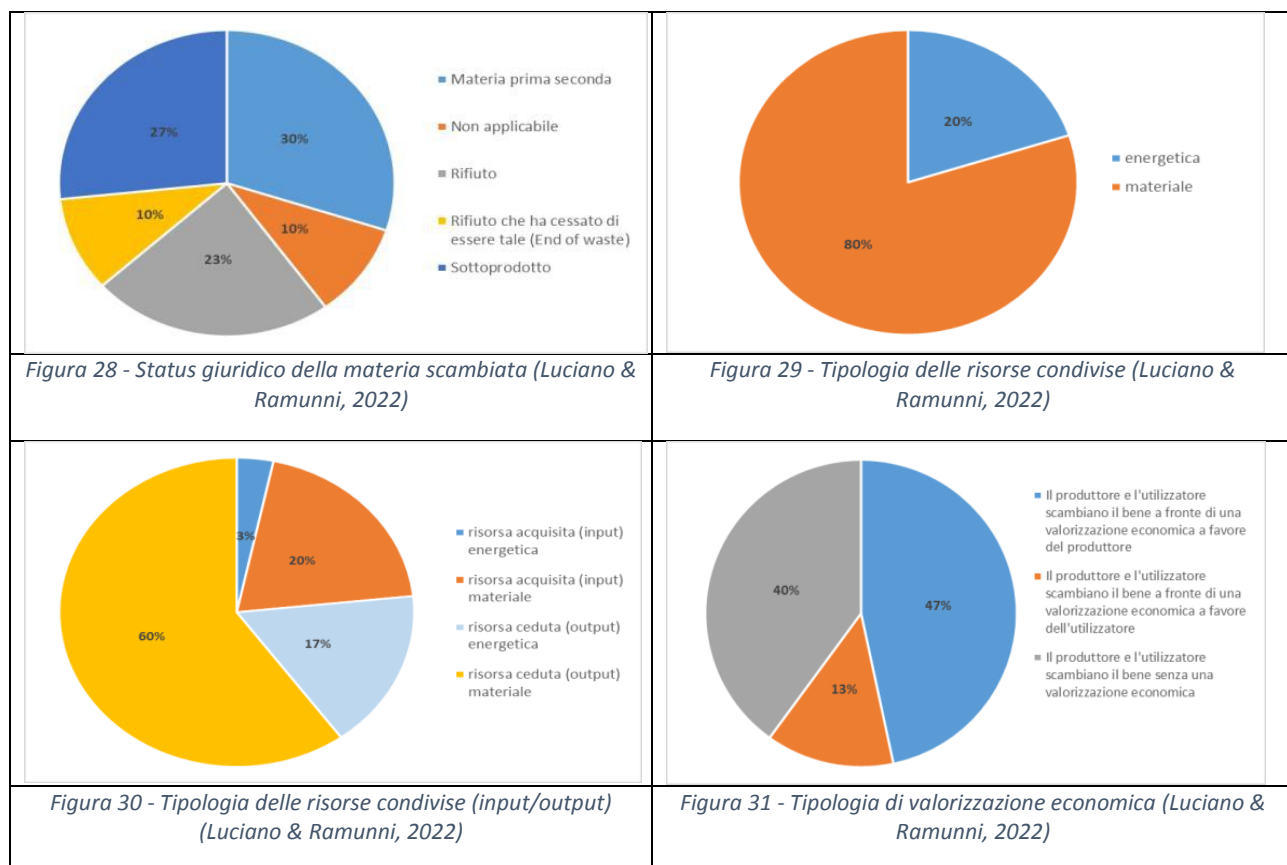 27%
30%
10%
10%
23%
Materia prima seconda
Non applicabile
Rifiuto
Rifiuto che ha cessato di
essere tale (End of waste)
Sottoprodotto
Figura 28 - Status giuridico della materia scambiata (Luciano &
Ramunni, 2022)
20%
80%
energetica
materiale
Figura 29 - Tipologia delle risorse condivise (Luciano &
Ramunni, 2022)
3%
20%
60%
17%
risorsa acquisita (input)
energetica
risorsa acquisita (input)
materiale
risorsa ceduta (output)
energetica
risorsa ceduta (output)
materiale
Figura 30 - Tipologia delle risorse condivise (input/output)
(Luciano & Ramunni, 2022)
40%
47%
13%
Il produttore e l'utilizzatore
scambiano il bene a fronte di una
valorizzazione economica a favore
del produttore
Il produttore e l'utilizzatore
scambiano il bene a fronte di una
valorizzazione economica a favore
dell'utilizzatore
Il produttore e l'utilizzatore
scambiano il bene senza una
valorizzazione economica
Figura 31 - Tipologia di valorizzazione economica (Luciano &
Ramunni, 2022)